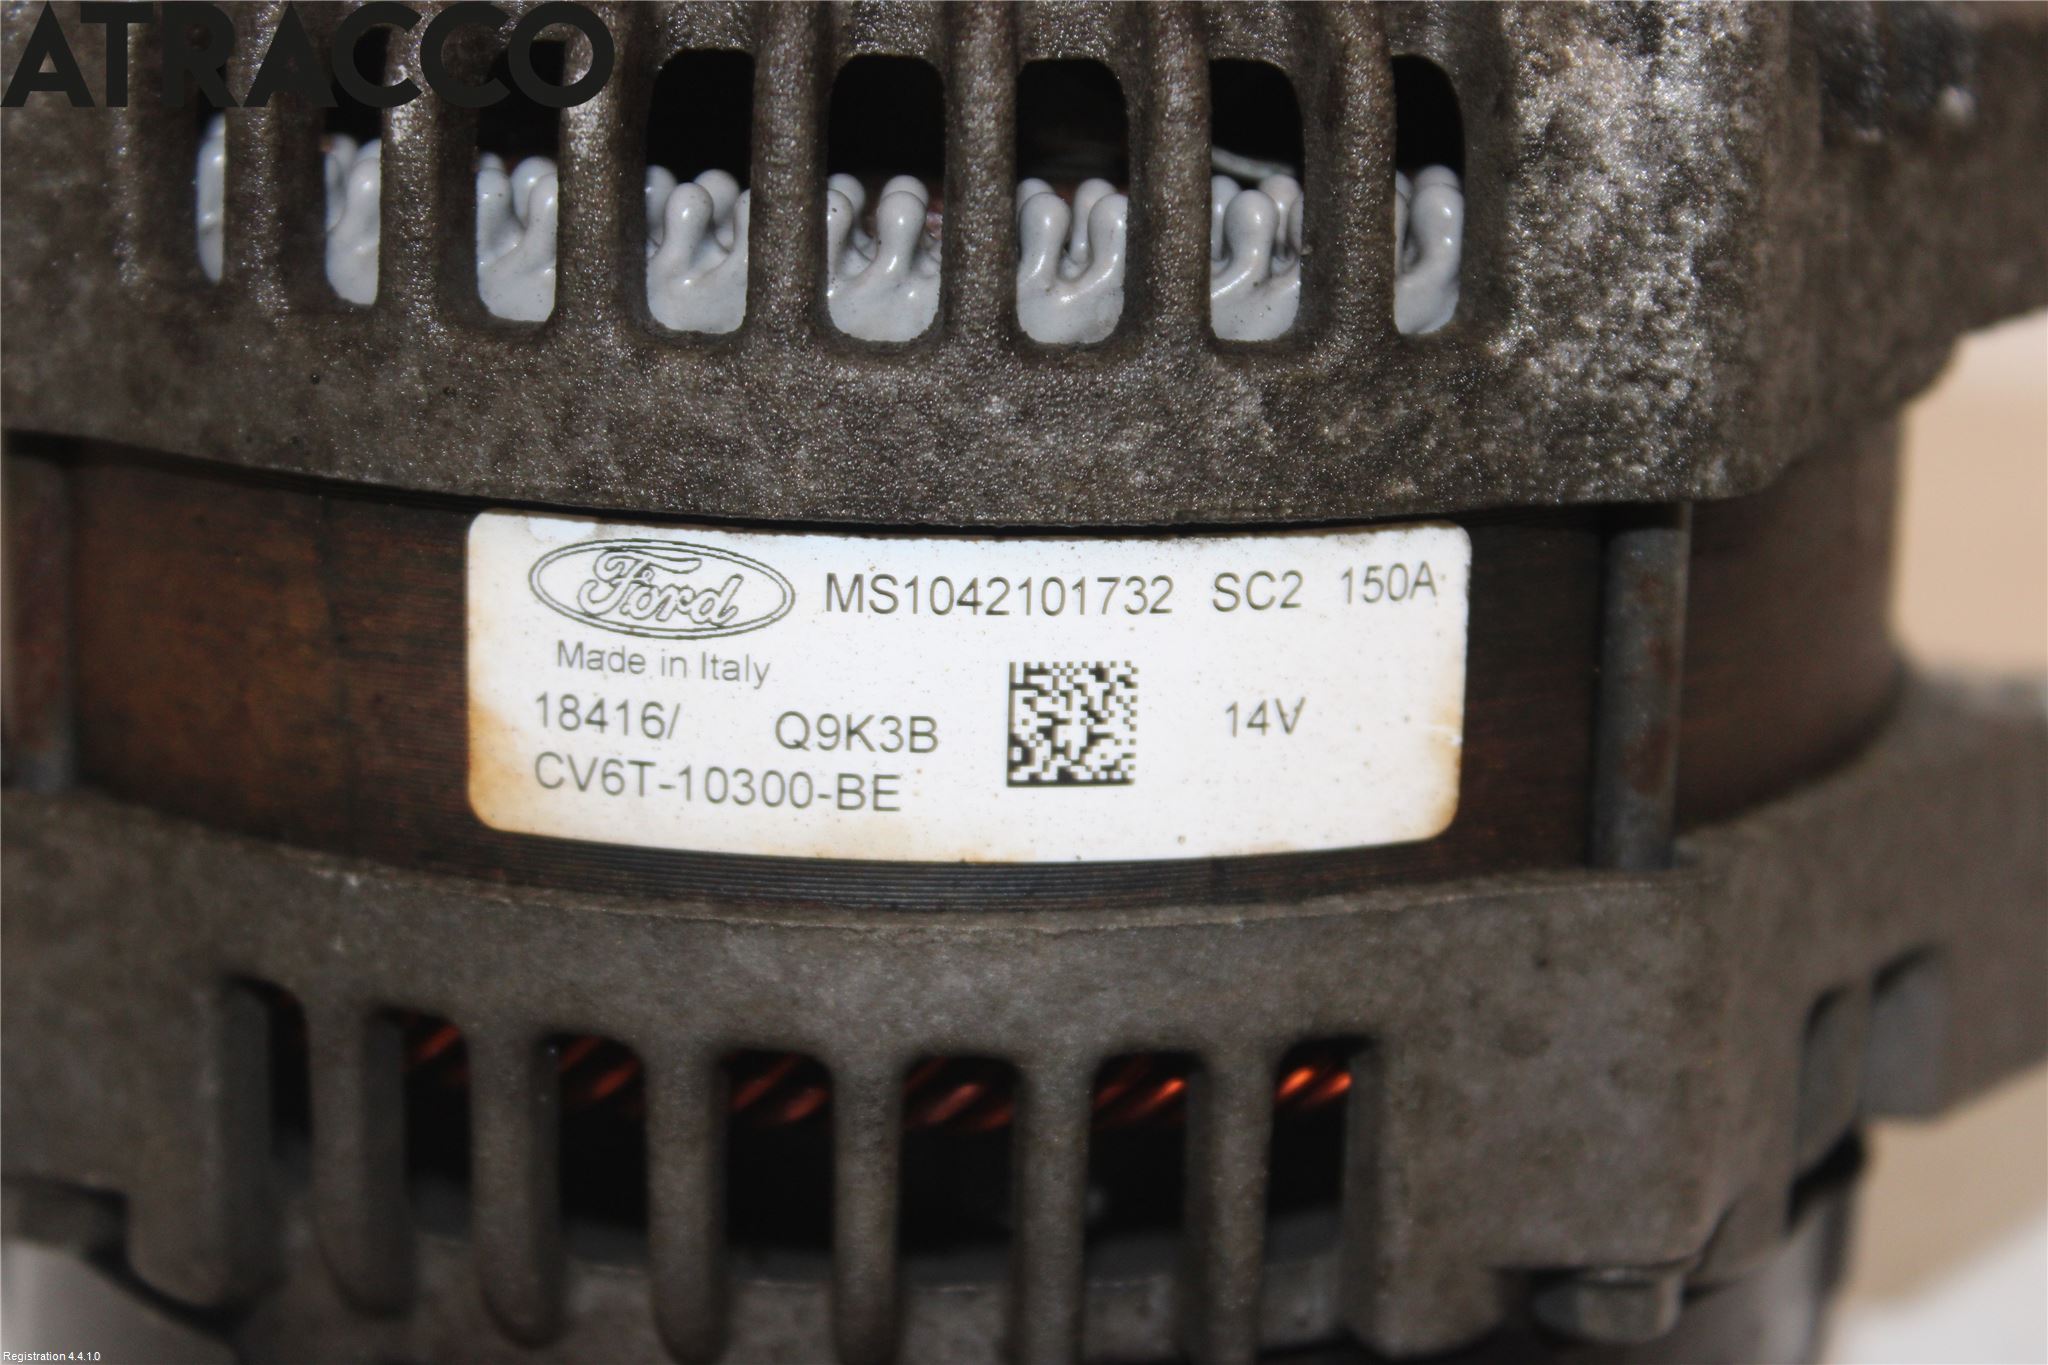 ATRACCO
Ford MS1042101732 SC2 150A
Made in Italy
18416/ Q9K3B 14V
CV6T-10300-BE
Registration 4.4.1.0